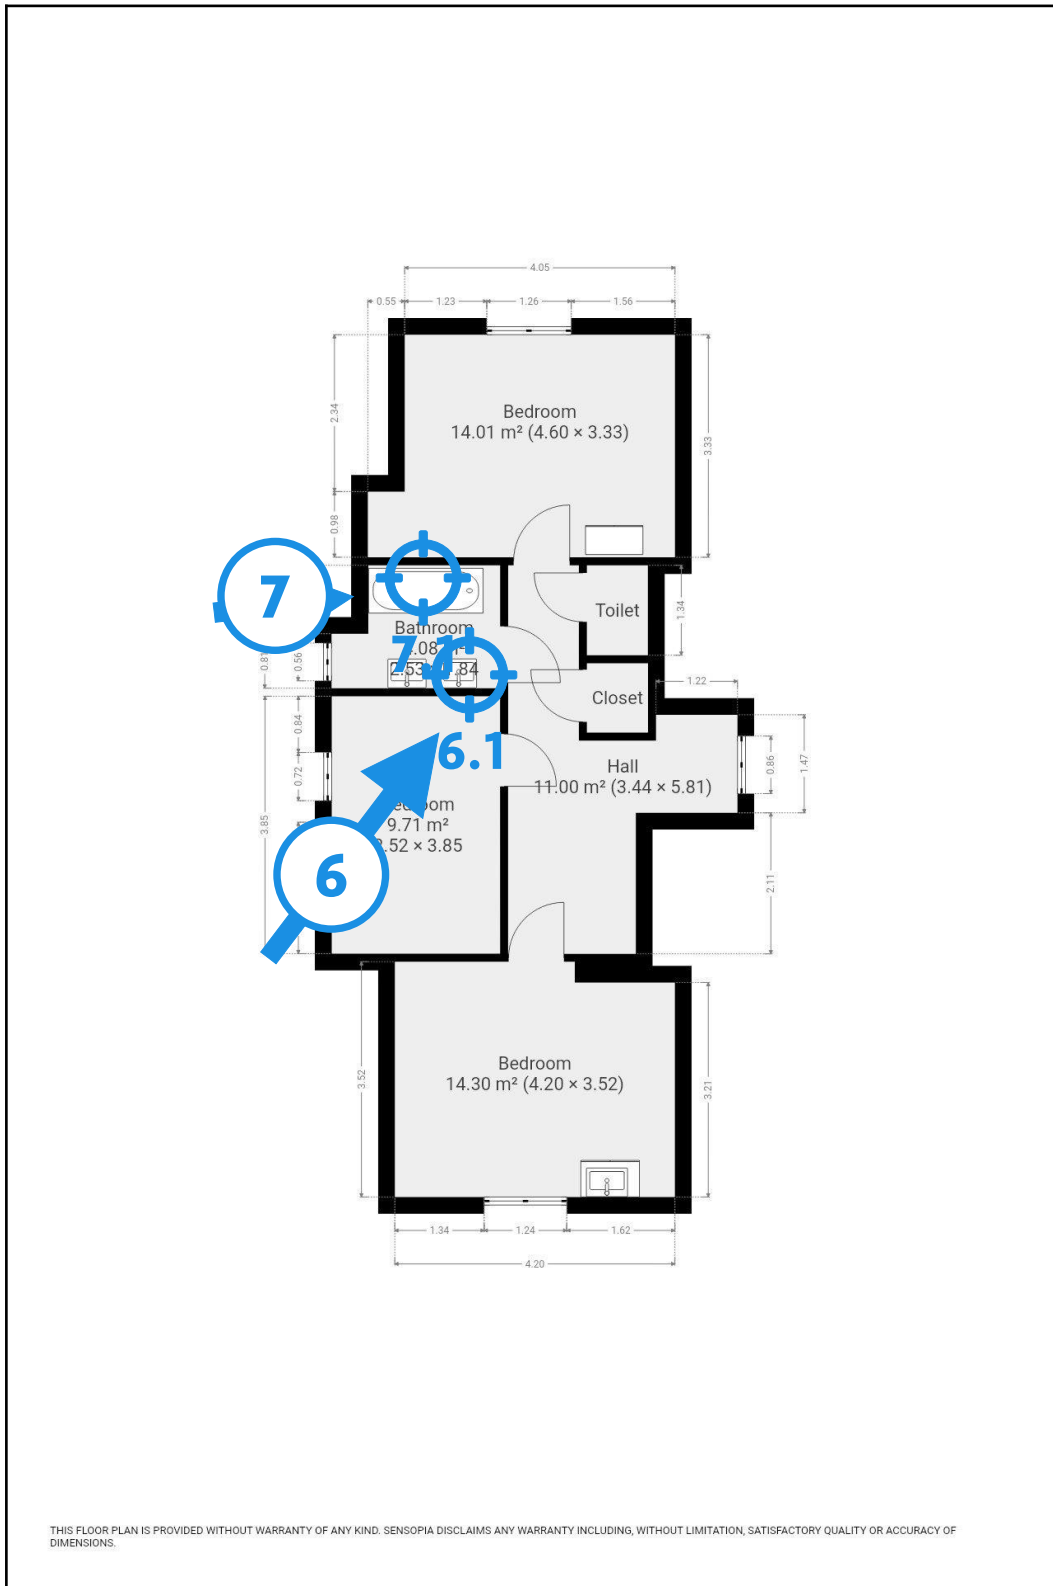 4.05
0.55
1.23
1.26
1.56
2.34
3.33
Bedroom
14.01 m² (4.60 × 3.33)
0.98
7
Toilet
1.34
Bathroom
7.1
0.56
Closet
1.22
6.1
0.84
0.72
3.85
Hall
11.00 m² (3.44 × 5.81)
0.86
1.47
9.71 m²
6
2.11
3.52
Bedroom
14.30 m² (4.20 × 3.52)
3.21
1.34
1.24
1.62
4.20
THIS FLOOR PLAN IS PROVIDED WITHOUT WARRANTY OF ANY KIND. SENSOPIA DISCLAIMS ANY WARRANTY INCLUDING, WITHOUT LIMITATION, SATISFACTORY QUALITY OR ACCURACY OF
DIMENSIONS.